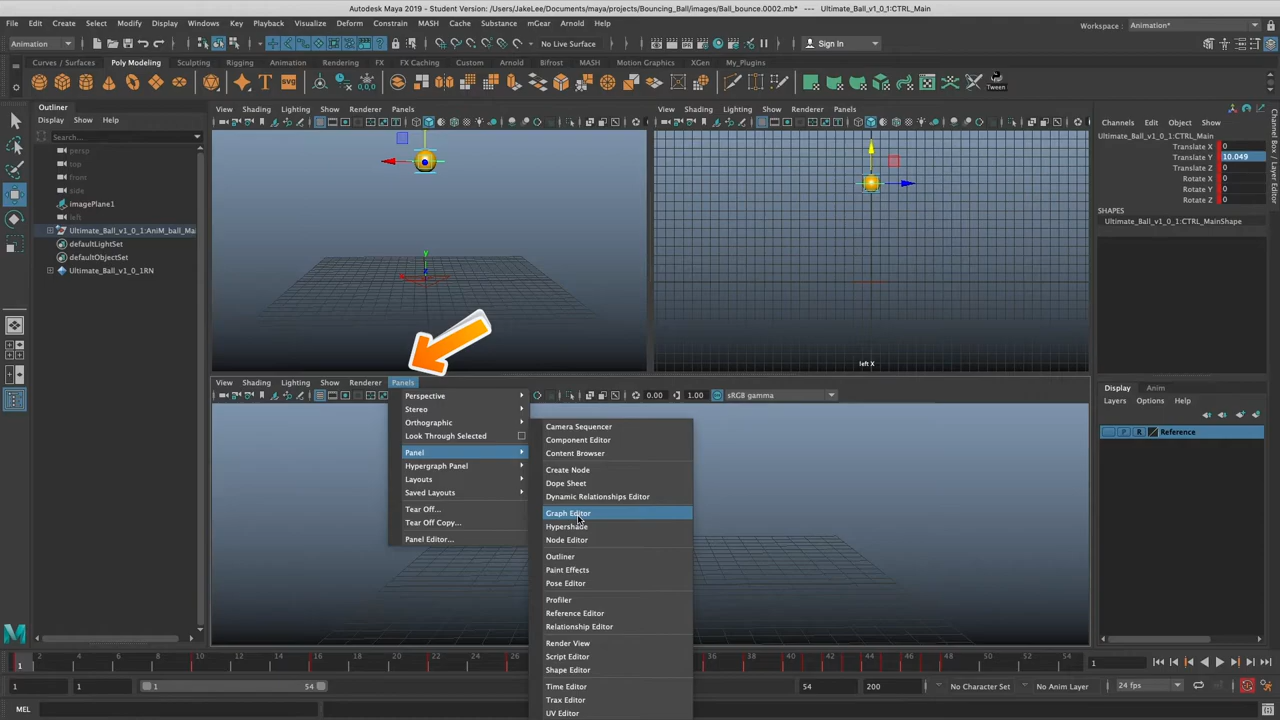 Autodesk Maya 2019 - Student Version: /Users/JakeLee/Documents/maya/projects/Bouncing_Ball/images/Ball_bounce.0002.mb* --- Ultimate_Ball_v1_0_1:CTRL_Main
File Edit Create Select Modify Display Windows Key Playback Visualize Deform Constrain MASH Cache Substance mGear Arnold Help
Workspace : Animation*
Animation No Live Surface Sign In
Curves / Surfaces Poly Modeling Sculpting Rigging Animation Rendering FX FX Caching Custom Arnold Bifrost MASH Motion Graphics XGen My_Plugins
SVG Tween
Outliner
Display Show Help
Search...
persp
top
front
side
imagePlane1
left
Ultimate_Ball_v1_0_1:AniM_ball_Ma
defaultLightSet
defaultObjectSet
Ultimate_Ball_v1_0_1RN
View Shading Lighting Show Renderer Panels
View Shading Lighting Show Renderer Panels
left X
View Shading Lighting Show Renderer Panels
0.00 1.00 sRGB gamma
Perspective
Stereo
Orthographic
Look Through Selected
Panel
Hypergraph Panel
Layouts
Saved Layouts
Tear Off...
Tear Off Copy...
Panel Editor...
Camera Sequencer
Component Editor
Content Browser
Create Node
Dope Sheet
Dynamic Relationships Editor
Graph Editor
Hypershade
Node Editor
Outliner
Paint Effects
Pose Editor
Profiler
Reference Editor
Relationship Editor
Render View
Script Editor
Shape Editor
Time Editor
Trax Editor
UV Editor
Channels Edit Object Show
Ultimate_Ball_v1_0_1:CTRL_Main
Translate X 0
Translate Y 10.049
Translate Z 0
Rotate X 0
Rotate Y 0
Rotate Z 0
SHAPES
Ultimate_Ball_v1_0_1:CTRL_MainShape
Channel Box / Layer Editor
Display Anim
Layers Options Help
P R Reference
1 2 4 6 8 10 12 14 16 18 20 22 24 26 36 38 40 42 44 46 48 50 52 54 1
1 1 1 54 54 200 No Character Set No Anim Layer 24 fps
MEL